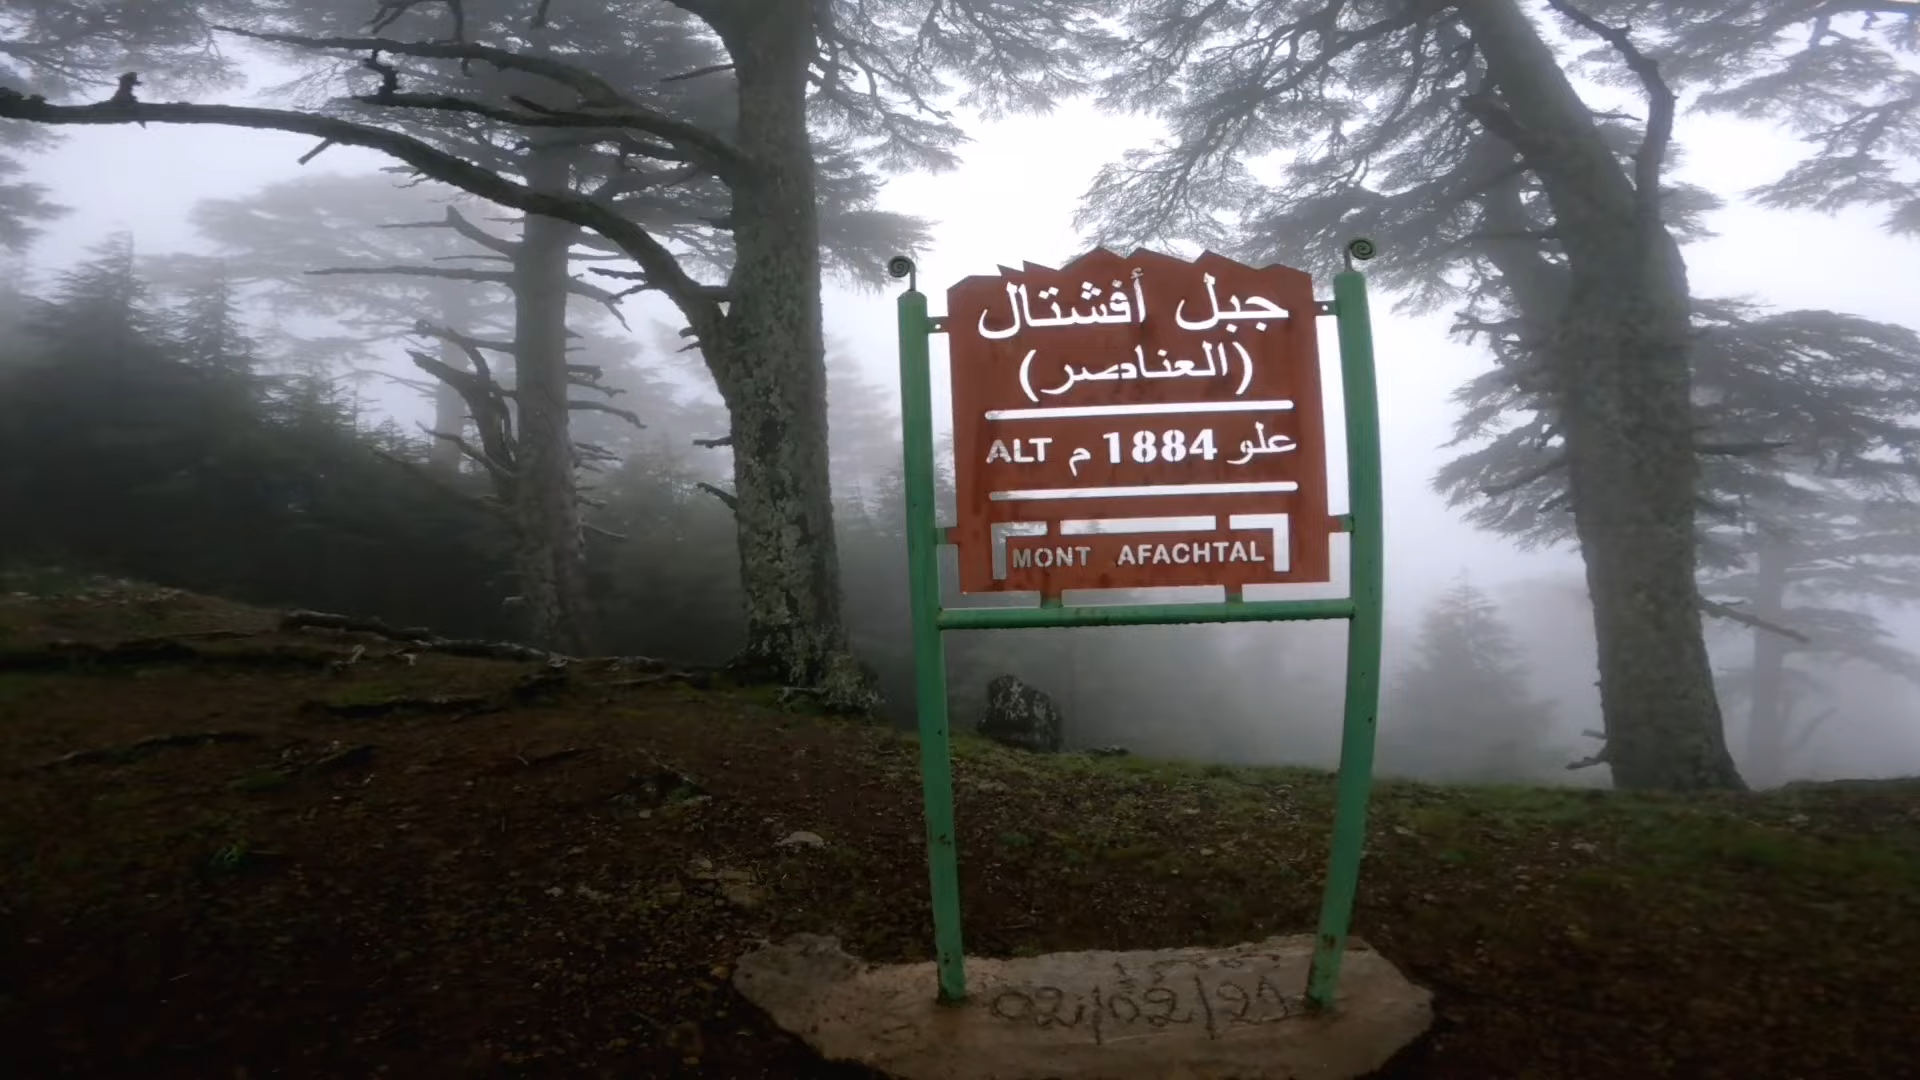 جبل أفشتال
(العناصر)
علو 1884 م ALT
MONT AFACHTAL